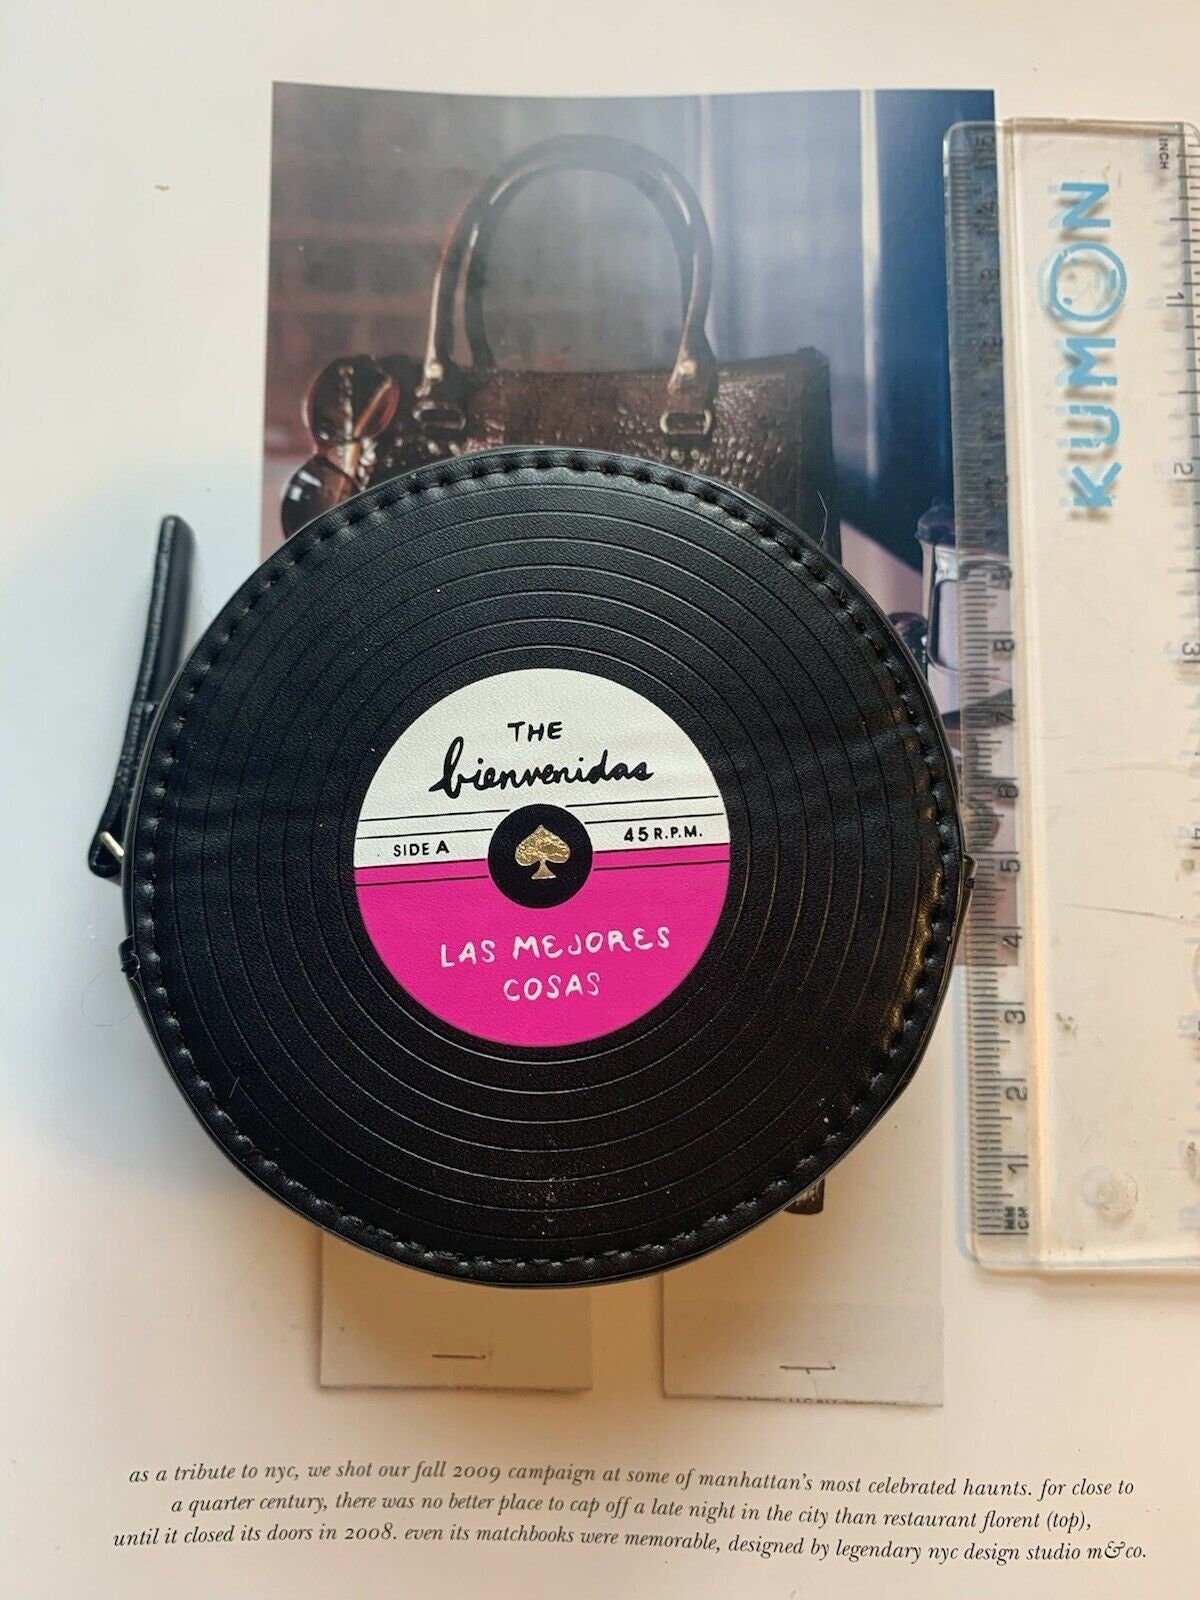 THE
bienvenidas
SIDE A
45 R.P.M.
LAS MEJORES
COSAS
KUMON
INCH
1
2
3
4
8
7
6
5
4
3
2
1
MM
CM
as a tribute to nyc, we shot our fall 2009 campaign at some of manhattan's most celebrated haunts. for close to
a quarter century, there was no better place to cap off a late night in the city than restaurant florent (top),
until it closed its doors in 2008. even its matchbooks were memorable, designed by legendary nyc design studio m&co.